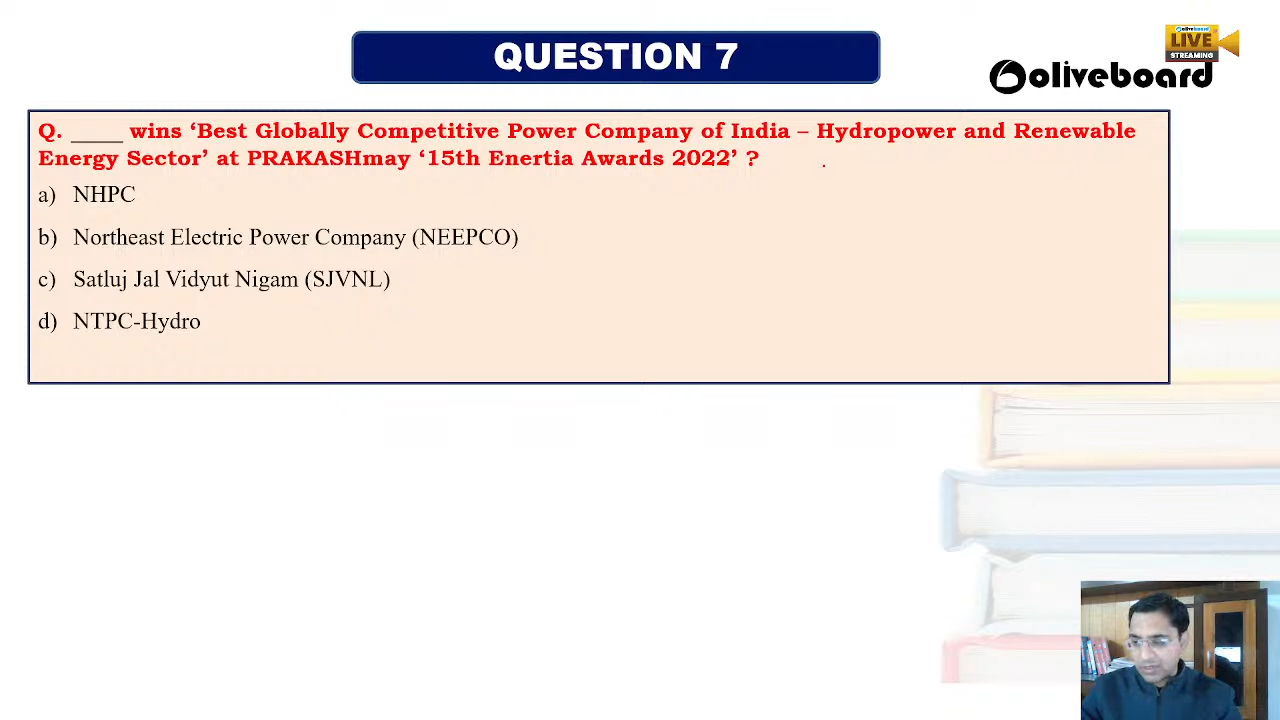 QUESTION 7
oliveboard
LIVE
STREAMING
oliveboard
Q. ____ wins ‘Best Globally Competitive Power Company of India – Hydropower and Renewable
Energy Sector’ at PRAKASHmay ‘15th Enertia Awards 2022’ ?
a) NHPC
b) Northeast Electric Power Company (NEEPCO)
c) Satluj Jal Vidyut Nigam (SJVNL)
d) NTPC-Hydro